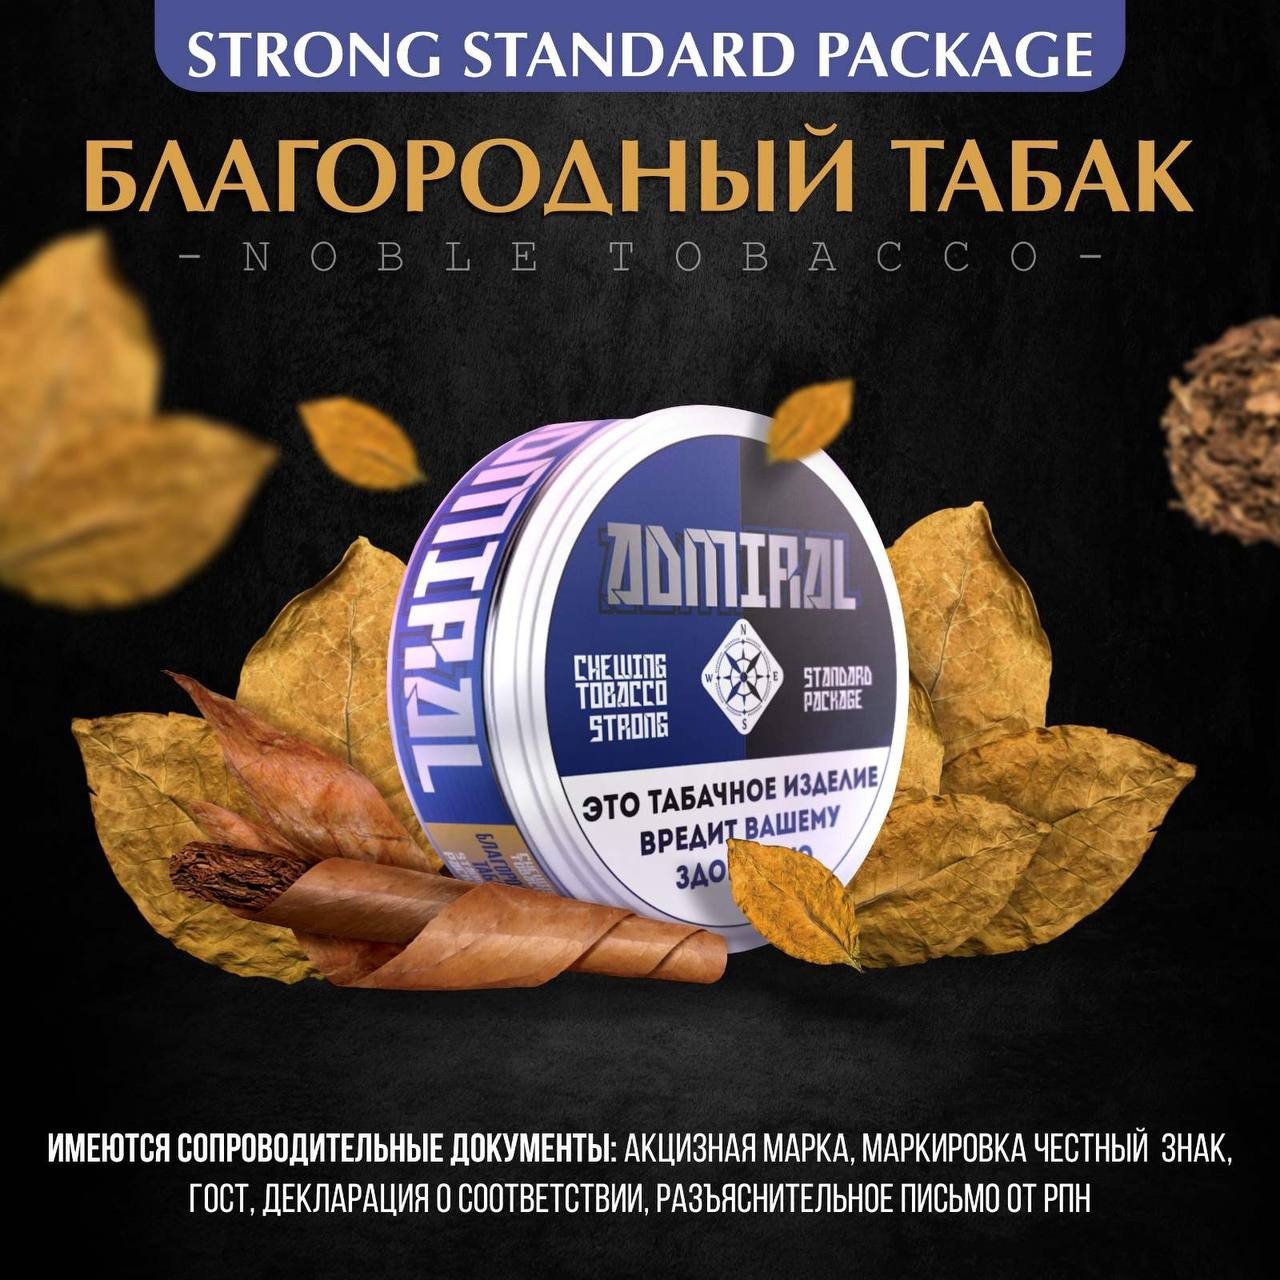 STRONG STANDARD PACKAGE
БЛАГОРОДНЫЙ ТАБАК
- NOBLE TOBACCO -
ADMIRAL
ADMIRAL
N
W E
S
CHEWING
TOBACCO
STRONG
STANDARD
PACKAGE
ЭТО ТАБАЧНОЕ ИЗДЕЛИЕ
ВРЕДИТ ВАШЕМУ
ИМЕЮТСЯ СОПРОВОДИТЕЛЬНЫЕ ДОКУМЕНТЫ: АКЦИЗНАЯ МАРКА, МАРКИРОВКА ЧЕСТНЫЙ ЗНАК,
ГОСТ, ДЕКЛАРАЦИЯ О СООТВЕТСТВИИ, РАЗЪЯСНИТЕЛЬНОЕ ПИСЬМО ОТ РПН